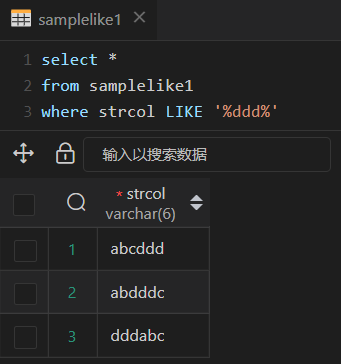 samplelike1
1 select *
2 from samplelike1
3 where strcol LIKE '%ddd%'
输入以搜索数据
* strcol
varchar(6)
1 abcddd
2 abdddc
3 dddabc